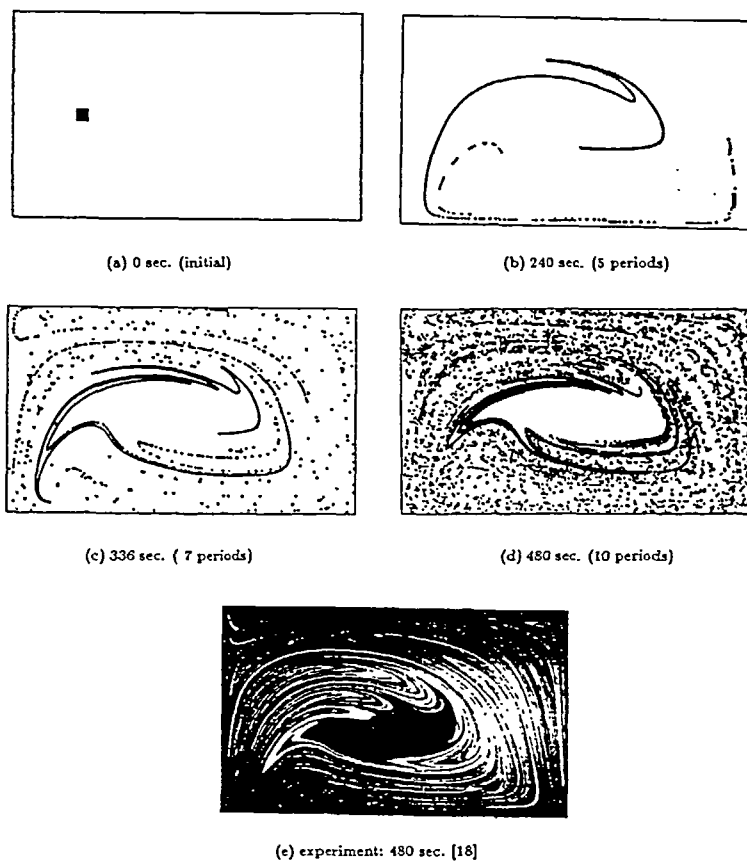 (a) 0 sec. (initial)
(b) 240 sec. (5 periods)
(c) 336 sec. ( 7 periods)
(d) 480 sec. (10 periods)
(e) experiment: 480 sec. [18]